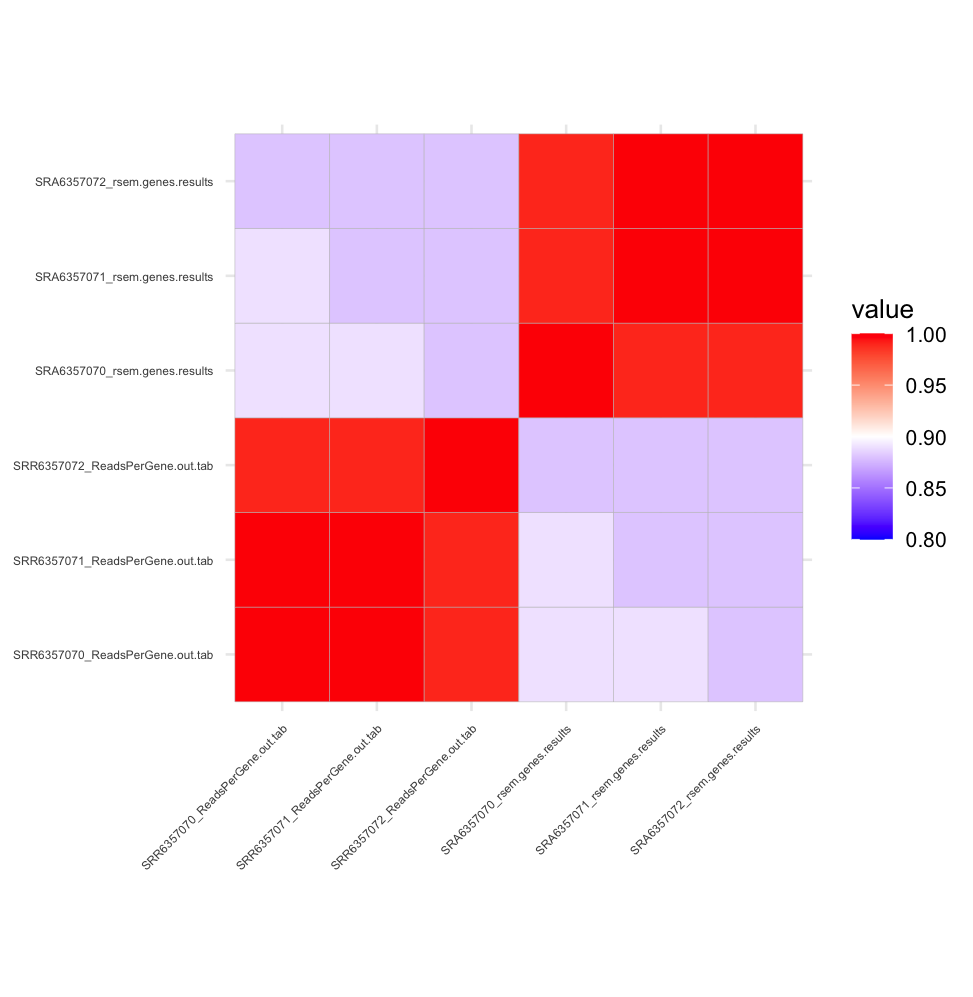 SRA6357072_rsem.genes.results
SRA6357071_rsem.genes.results
SRA6357070_rsem.genes.results
SRR6357072_ReadsPerGene.out.tab
SRR6357071_ReadsPerGene.out.tab
SRR6357070_ReadsPerGene.out.tab
SRR6357070_ReadsPerGene.out.tab
SRR6357071_ReadsPerGene.out.tab
SRR6357072_ReadsPerGene.out.tab
SRA6357070_rsem.genes.results
SRA6357071_rsem.genes.results
SRA6357072_rsem.genes.results
value
1.00
0.95
0.90
0.85
0.80